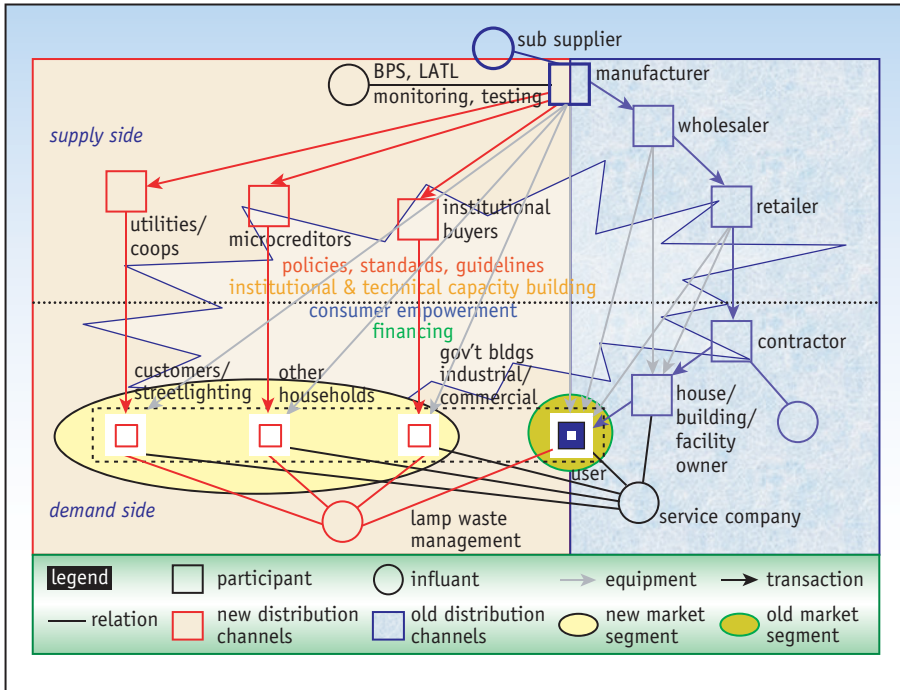 sub supplier
BPS, LATL
monitoring, testing
manufacturer
supply side
wholesaler
utilities/
coops
microcreditors
institutional
buyers
retailer
policies, standards, guidelines
institutional & technical capacity building
consumer empowerment
financing
contractor
customers/
streetlighting
other
households
gov't bldgs
industrial/
commercial
house/
building/
facility
owner
user
demand side
lamp waste
management
service company
legend
participant
influant
equipment
transaction
relation
new distribution
channels
old distribution
channels
new market
segment
old market
segment